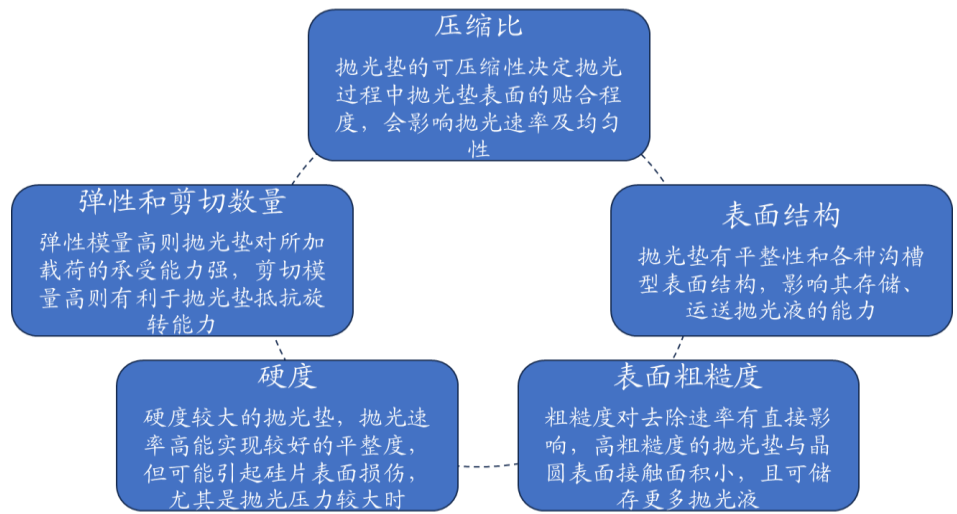 压缩比
抛光垫的可压缩性决定抛光
过程中抛光垫表面的贴合程
度，会影响抛光速率及均匀
性
弹性和剪切数量
弹性模量高则抛光垫对所加
载荷的承受能力强，剪切模
量高则有利于抛光垫抵抗旋
转能力
表面结构
抛光垫有平整性和各种沟槽
型表面结构，影响其存储、
运送抛光液的能力
硬度
硬度较大的抛光垫，抛光速
率高能实现较好的平整度，
但可能引起硅片表面损伤，
尤其是抛光压力较大时
表面粗糙度
粗糙度对去除速率有直接影
响，高粗糙度的抛光垫与晶
圆表面接触面积小，且可储
存更多抛光液